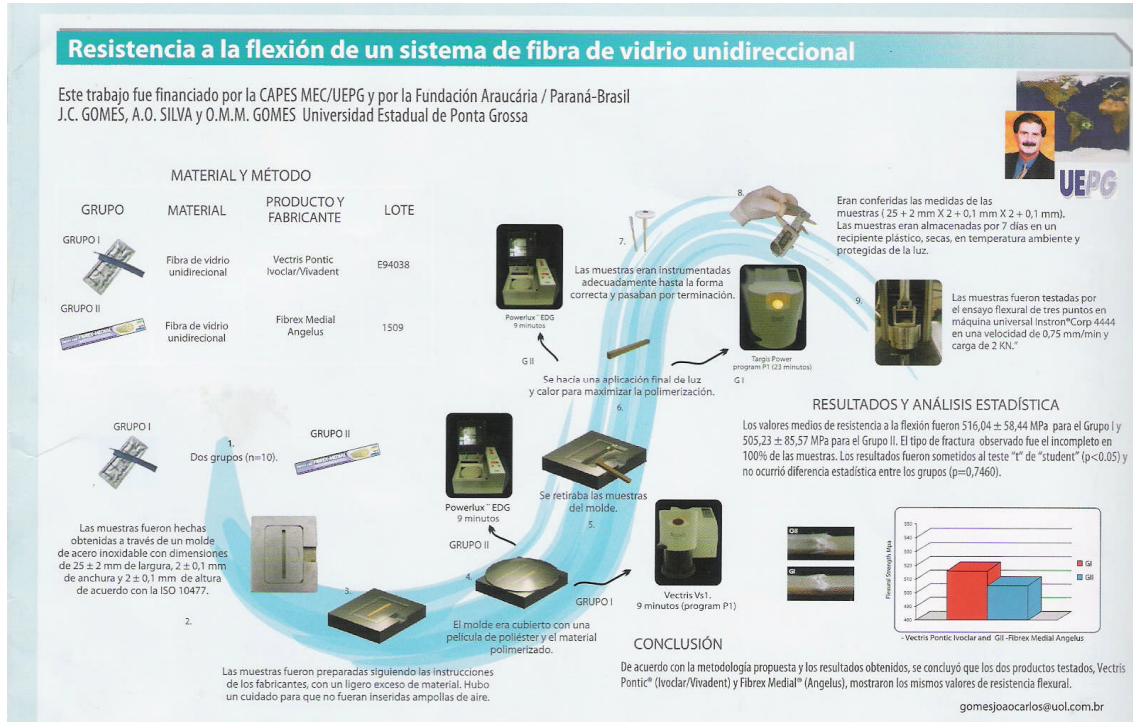 Resistencia a la flexión de un sistema de fibra de vidrio unidireccional
Este trabajo fue financiado por la CAPES MEC/UEPG y por la Fundación Araucária / Paraná-Brasil
J.C. GOMES, A.O. SILVA y O.M.M. GOMES Universidad Estadual de Ponta Grossa
UEPG
MATERIAL Y MÉTODO
GRUPO MATERIAL PRODUCTO Y FABRICANTE LOTE
GRUPO I
Fibra de vidrio
unidirecional
Vectris Pontic
Ivoclar/Vivadent
E94038
GRUPO II
Fibra de vidrio
unidirecional
Fibrex Medial
Angelus
1509
GRUPO I
1.
Dos grupos (n=10).
GRUPO II
Las muestras fueron hechas
obtenidas a través de un molde
de acero inoxidable con dimensiones
de 25 ± 2 mm de largura, 2 ± 0,1 mm
de anchura y 2 ± 0,1 mm de altura
de acuerdo con la ISO 10477.
2.
3.
Las muestras fueron preparadas siguiendo las instrucciones
de los fabricantes, con un ligero exceso de material. Hubo
un cuidado para que no fueran inseridas ampollas de aire.
4.
El molde era cubierto con una
película de poliéster y el material
polimerizado.
Powerlux™ EDG
9 minutos
GRUPO II
GRUPO I
Vectris Vs1.
9 minutos (program P1)
5.
Se retiraba las muestras
del molde.
6.
Se hacía una aplicación final de luz
y calor para maximizar la polimerización.
G II
Powerlux™ EDG
9 minutos
G I
Targis Power
program P1 (23 minutos)
7.
Las muestras eran instrumentadas
adecuadamente hasta la forma
correcta y pasaban por terminación.
8.
Eran conferidas las medidas de las
muestras ( 25 + 2 mm X 2 + 0,1 mm X 2 + 0,1 mm).
Las muestras eran almacenadas por 7 días en un
recipiente plástico, secas, en temperatura ambiente y
protegidas de la luz.
9.
Las muestras fueron testadas por
el ensayo flexural de tres puntos en
máquina universal Instron®Corp 4444
en una velocidad de 0,75 mm/min y
carga de 2 KN."
RESULTADOS Y ANÁLISIS ESTADÍSTICA
Los valores medios de resistencia a la flexión fueron 516,04 ± 58,44 MPa para el Grupo I y
505,23 ± 85,57 MPa para el Grupo II. El tipo de fractura observado fue el incompleto en
100% de las muestras. Los resultados fueron sometidos al teste "t" de "student" (p<0.05) y
no ocurrió diferencia estadística entre los grupos (p=0,7460).
GII
GI
Flexural Strength Mpa
550
540
530
520
510
500
490
480
GI
GII
- Vectris Pontic Ivoclar and GII -Fibrex Medial Angelus
CONCLUSIÓN
De acuerdo con la metodología propuesta y los resultados obtenidos, se concluyó que los dos productos testados, Vectris
Pontic® (Ivoclar/Vivadent) y Fibrex Medial® (Angelus), mostraron los mismos valores de resistencia flexural.
gomesjoaocarlos@uol.com.br